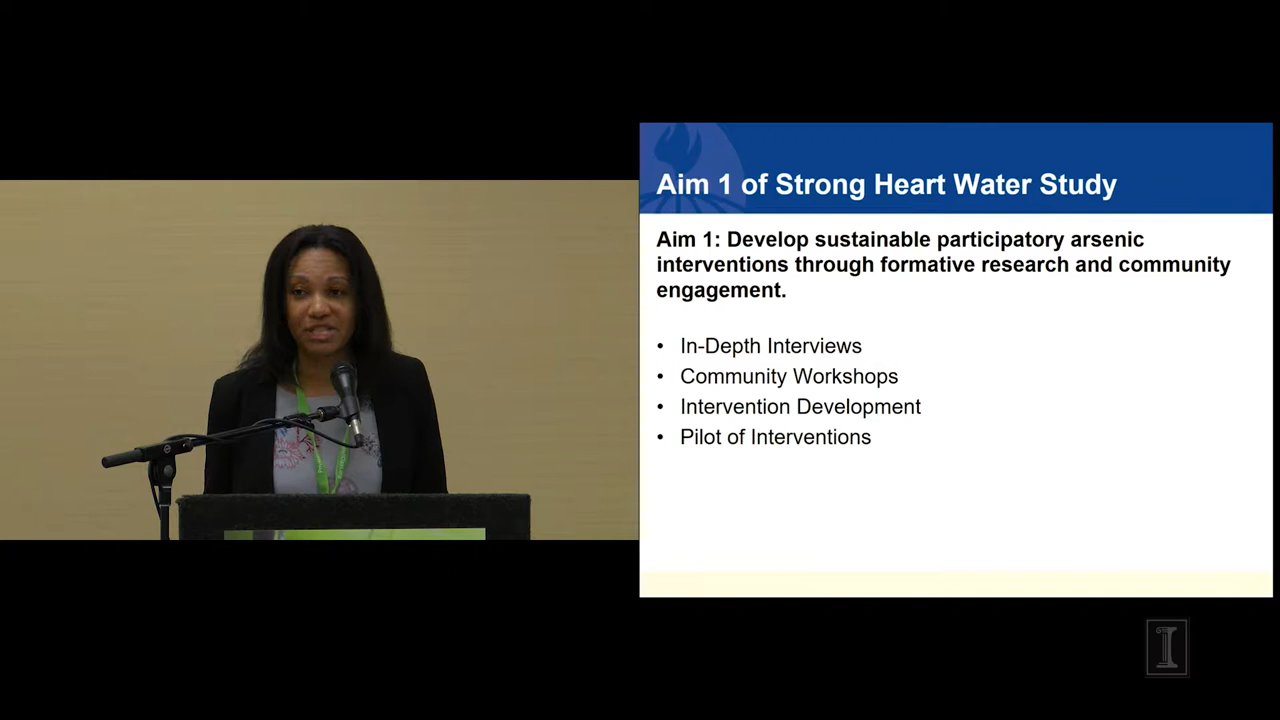 Aim 1 of Strong Heart Water Study
Aim 1: Develop sustainable participatory arsenic
interventions through formative research and community
engagement.
• In-Depth Interviews
• Community Workshops
• Intervention Development
• Pilot of Interventions